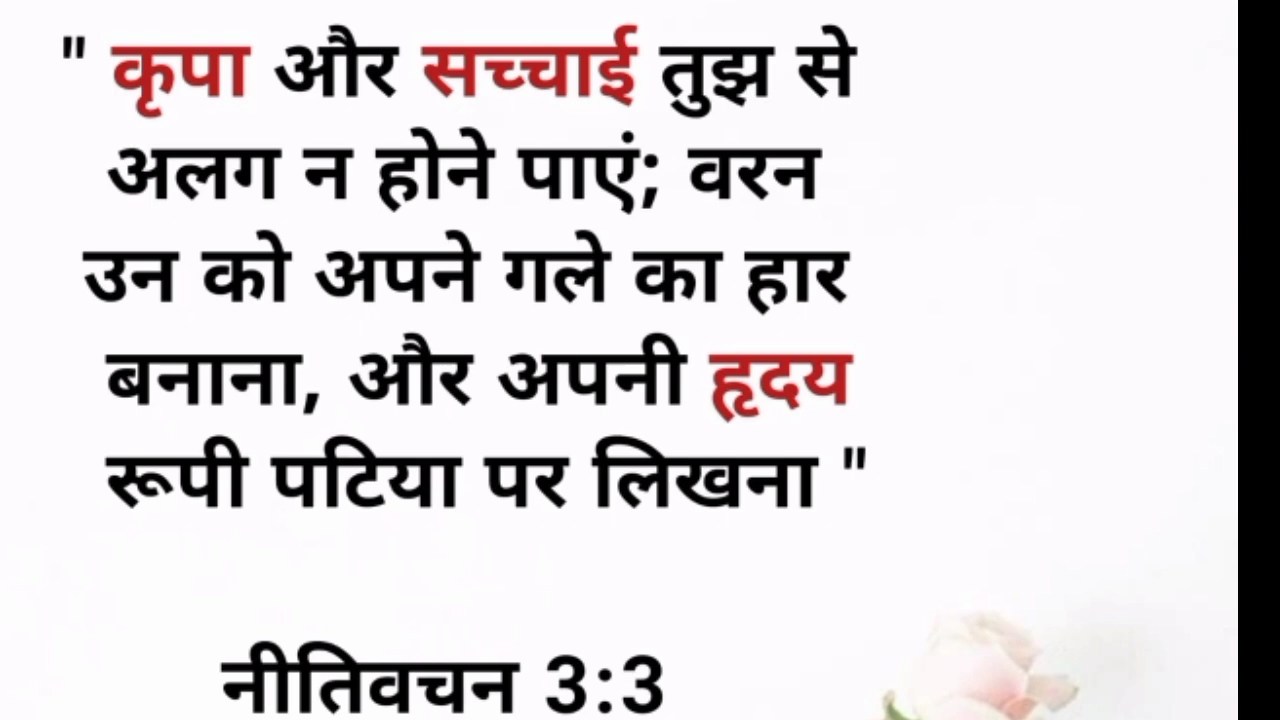 " कृपा और सच्चाई तुझ से
अलग न होने पाएं; वरन
उन को अपने गले का हार
बनाना, और अपनी हृदय
रूपी पटिया पर लिखना "
नीतिवचन 3:3